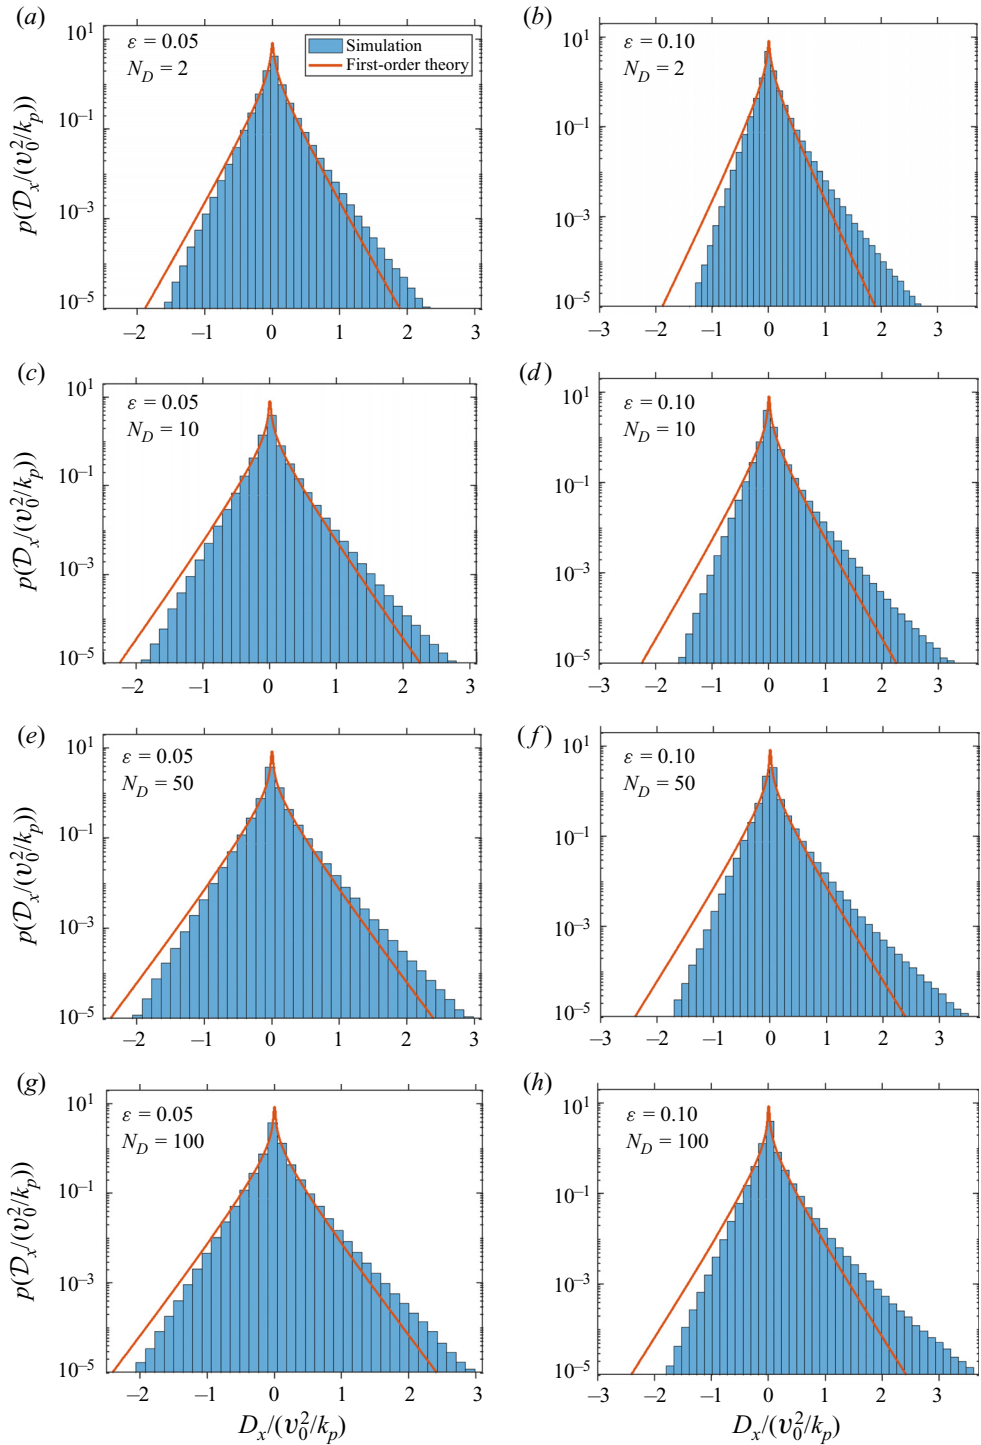 (a)
ε = 0.05
N_D = 2
Simulation
First-order theory
10^1
10^−1
10^−3
10^−5
p(D_x/(υ_0^2/k_p))
−2 −1 0 1 2 3
(b)
ε = 0.10
N_D = 2
10^1
10^−1
10^−3
10^−5
−3 −2 −1 0 1 2 3
(c)
ε = 0.05
N_D = 10
10^1
10^−1
10^−3
10^−5
p(D_x/(υ_0^2/k_p))
−2 −1 0 1 2 3
(d)
ε = 0.10
N_D = 10
10^1
10^−1
10^−3
10^−5
−3 −2 −1 0 1 2 3
(e)
ε = 0.05
N_D = 50
10^1
10^−1
10^−3
10^−5
p(D_x/(υ_0^2/k_p))
−2 −1 0 1 2 3
(f)
ε = 0.10
N_D = 50
10^1
10^−1
10^−3
10^−5
−3 −2 −1 0 1 2 3
(g)
ε = 0.05
N_D = 100
10^1
10^−1
10^−3
10^−5
p(D_x/(υ_0^2/k_p))
−2 −1 0 1 2 3
D_x/(υ_0^2/k_p)
(h)
ε = 0.10
N_D = 100
10^1
10^−1
10^−3
10^−5
−3 −2 −1 0 1 2 3
D_x/(υ_0^2/k_p)